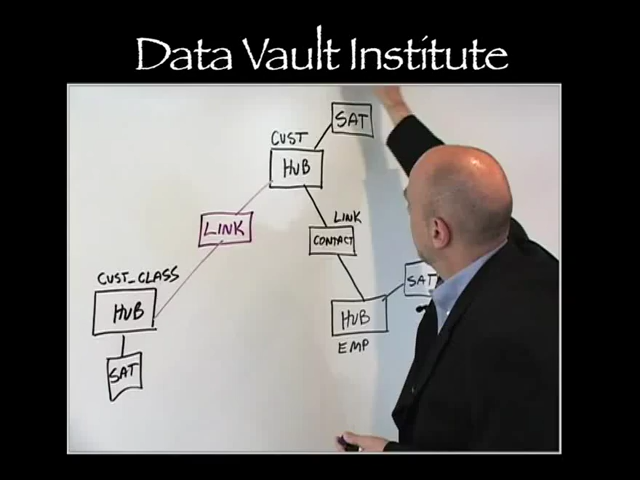 Data Vault Institute
SAT
CUST
HUB
LINK
LINK
CONTACT
CUST_CLASS
SAT
HUB
HUB
EMP
SAT